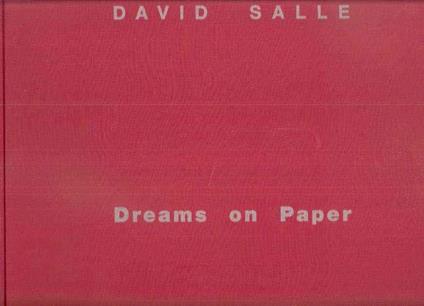 DAVID SALLE
Dreams on Paper